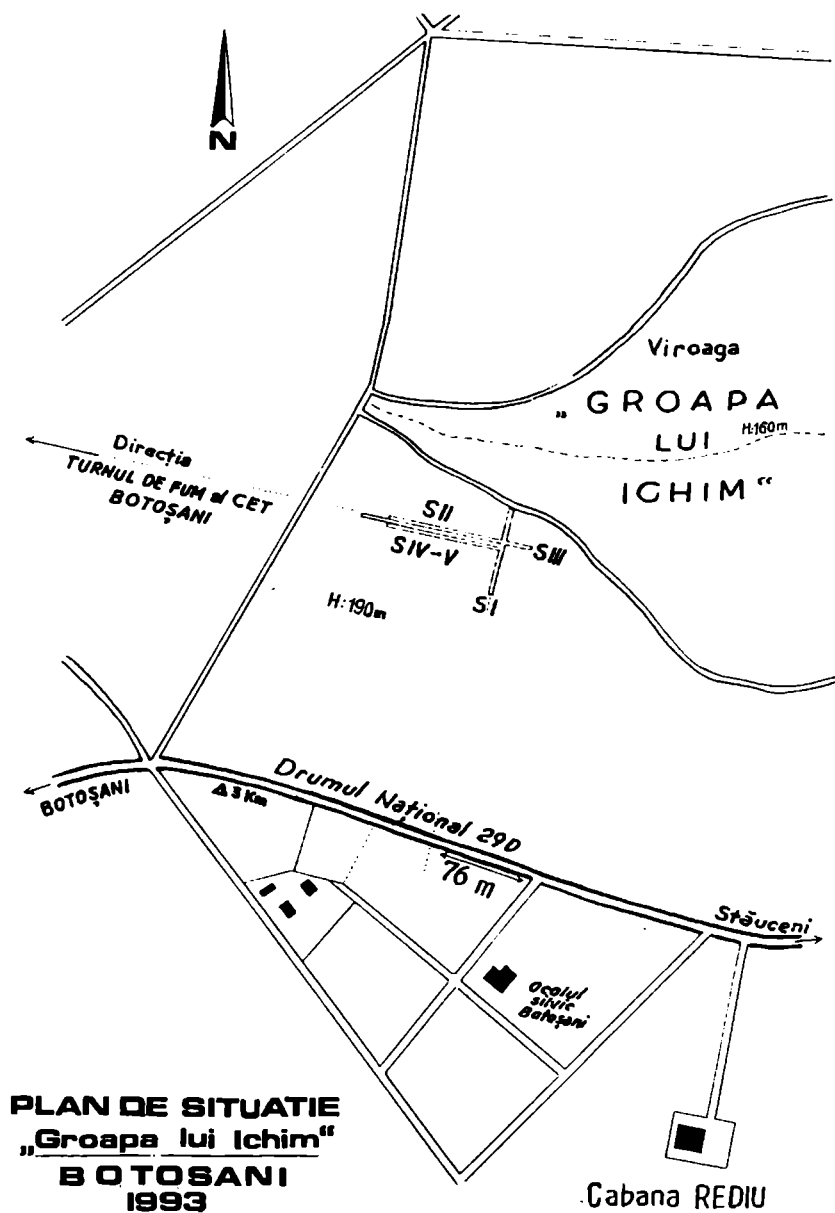 N
Viroaga
„GROAPA
LUI
H:160m
ICHIM“
Direcția
TURNUL DE FUM al CET
BOTOȘANI
SII
SIV-V
SIII
SI
H:190m
BOTOȘANI
3 Km
Drumul Național 29D
76 m
Stăuceni
Ocolul
silvic
Botoșani
PLAN DE SITUATIE
„Groapa lui Ichim“
BOTOSANI
1993
Cabana REDIU